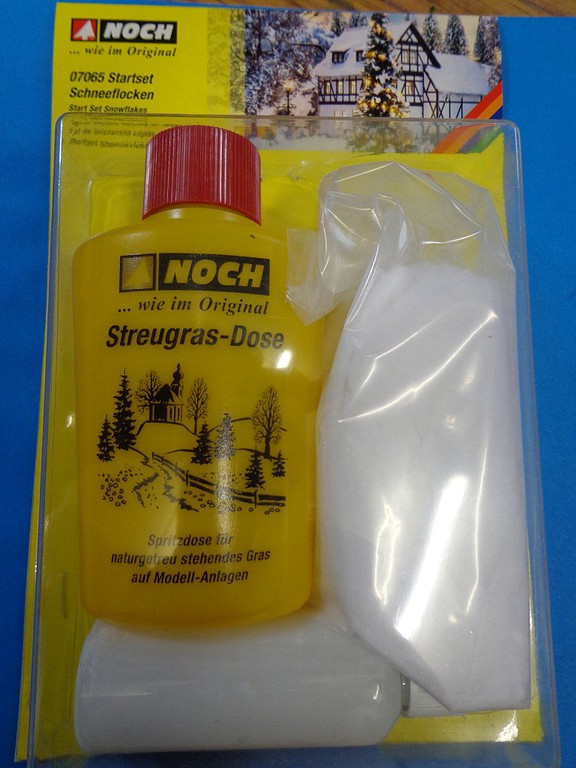 NOCH
... wie im Original
07065 Startset
Schneeflocken
Start Set Snowflakes
NOCH
... wie im Original
Streugras-Dose
Spritzdose für
naturgetreu stehendes Gras
auf Modell-Anlagen